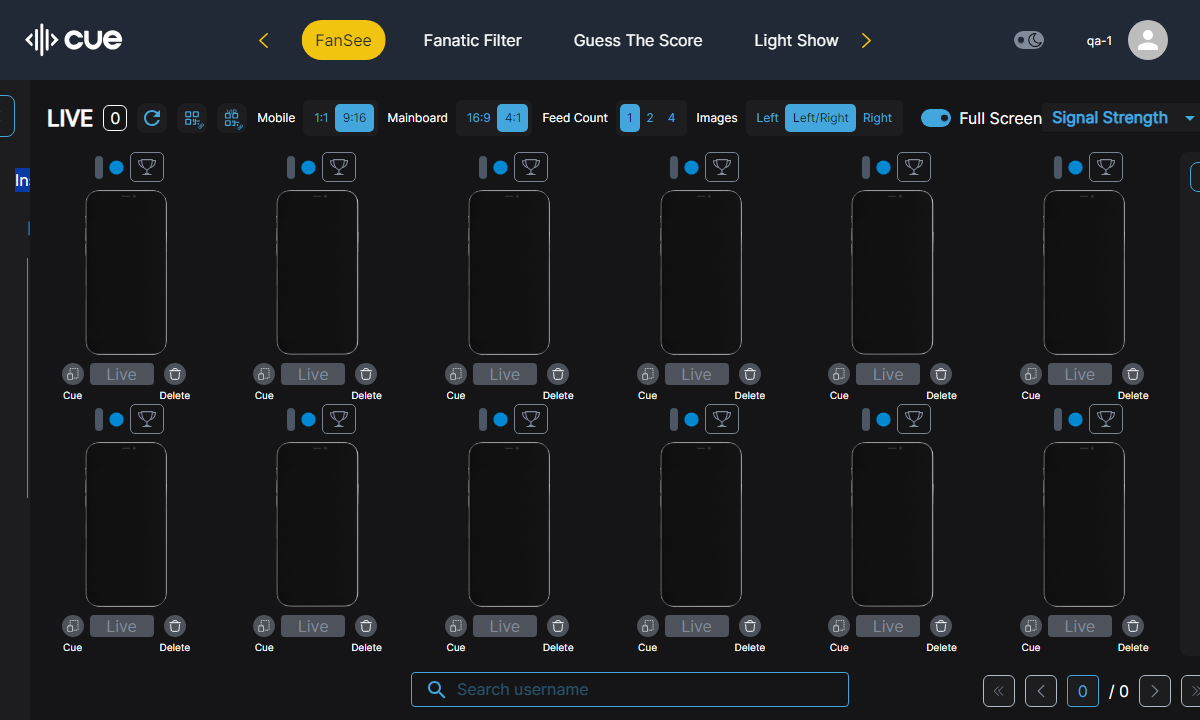 cue
FanSee Fanatic Filter Guess The Score Light Show
qa-1
LIVE 0 Mobile 1:1 9:16 Mainboard 16:9 4:1 Feed Count 1 2 4 Images Left Left/Right Right Full Screen Signal Strength
Live Live Live Live Live Live
Cue Delete Cue Delete Cue Delete Cue Delete Cue Delete Cue Delete
Live Live Live Live Live Live
Cue Delete Cue Delete Cue Delete Cue Delete Cue Delete Cue Delete
Search username
0 / 0